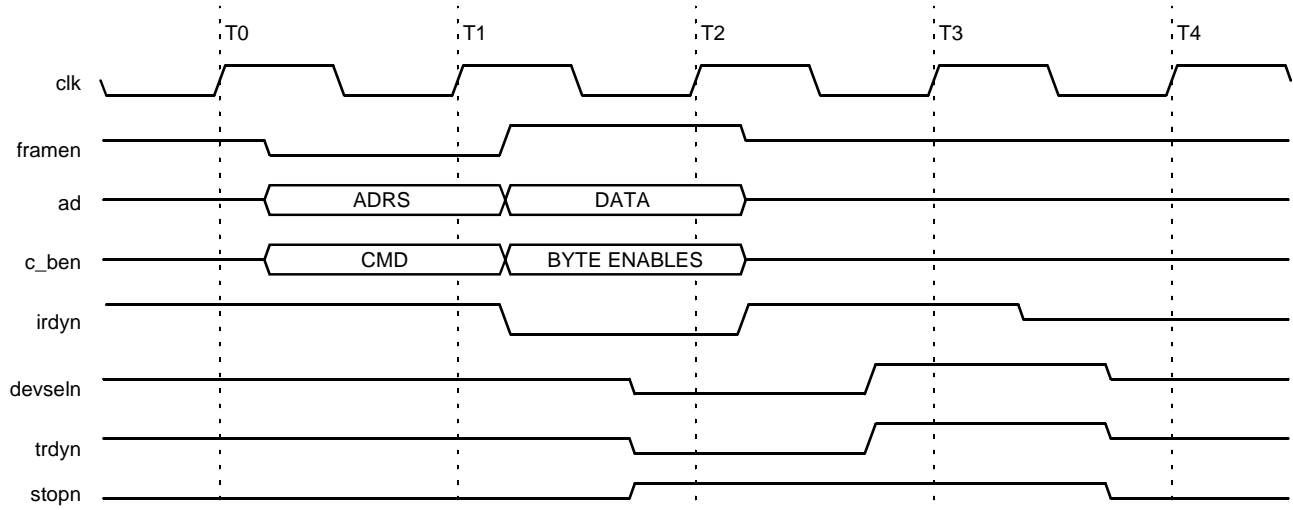 T0 T1 T2 T3 T4
clk
framen
ad ADRS DATA
c_ben CMD BYTE ENABLES
irdyn
devseln
trdyn
stopn